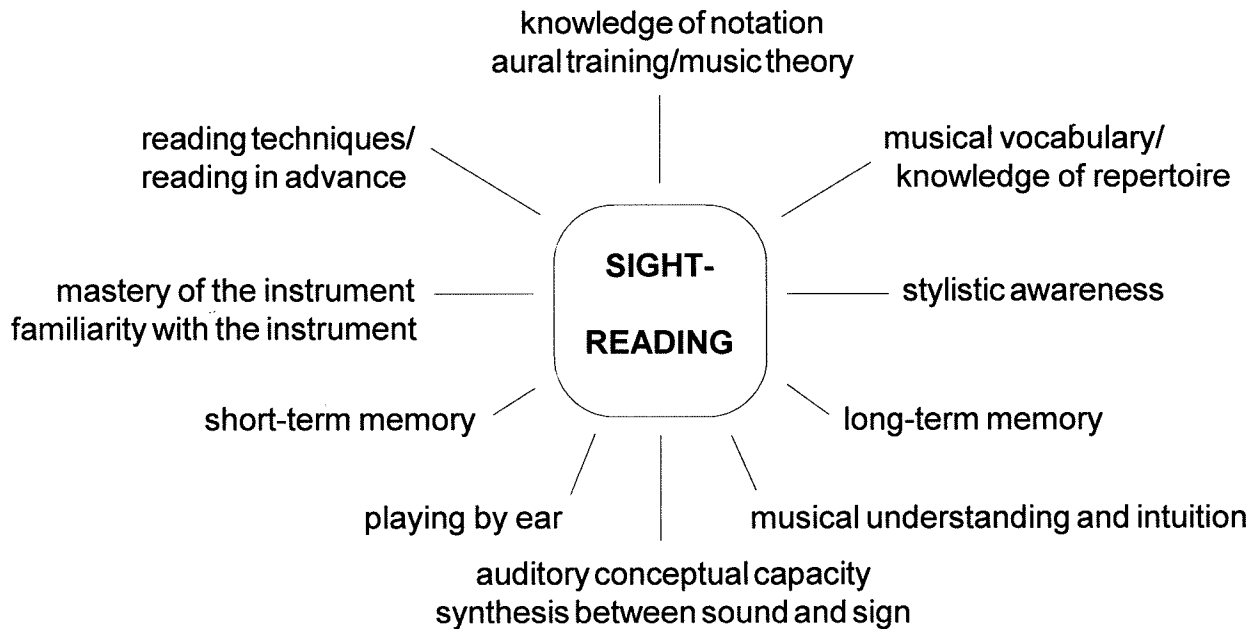 knowledge of notation
aural training/music theory
reading techniques/
reading in advance
musical vocabulary/
knowledge of repertoire
SIGHT-
READING
mastery of the instrument
familiarity with the instrument
stylistic awareness
short-term memory
long-term memory
playing by ear
musical understanding and intuition
auditory conceptual capacity
synthesis between sound and sign